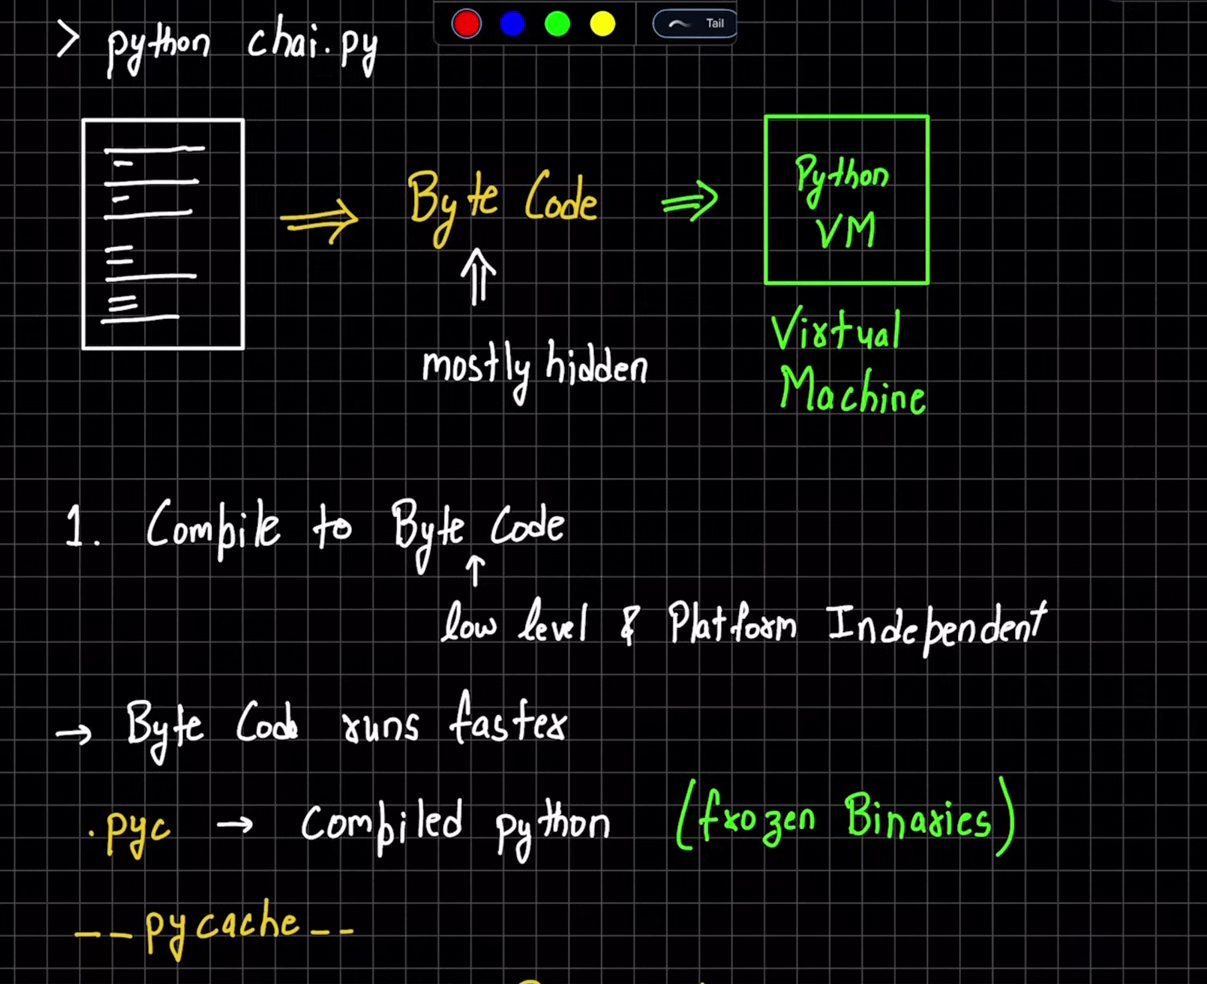 > python chai.py
Tail
⇒ Byte Code ⇒
Python
VM
⇑
mostly hidden
Virtual
Machine
1. Compile to Byte Code
↑
low level & Platform Independent
→ Byte Code runs faster
.pyc → Compiled python (frozen Binaries)
__pycache__